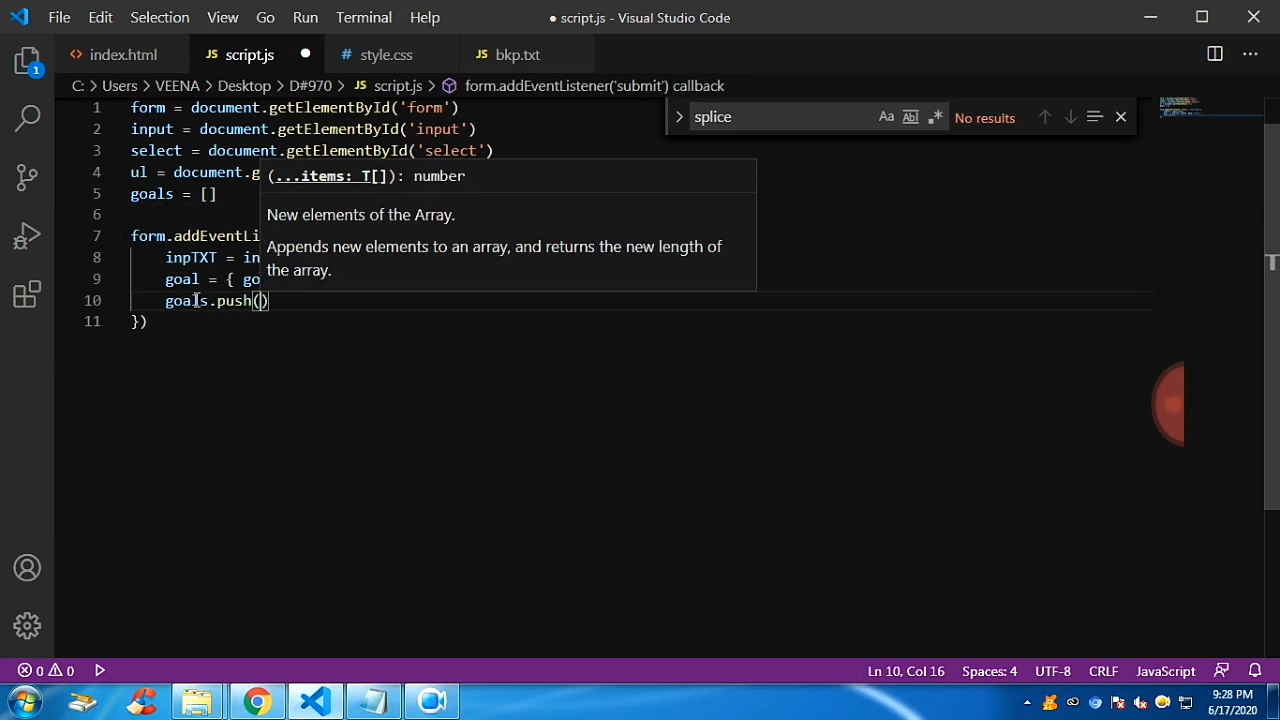 File Edit Selection View Go Run Terminal Help
● script.js - Visual Studio Code
<> index.html
JS script.js ●
# style.css
JS bkp.txt
C: > Users > VEENA > Desktop > D#970 > JS script.js > form.addEventListener('submit') callback
splice
Aa Ab .*
No results
1 form = document.getElementById('form')
2 input = document.getElementById('input')
3 select = document.getElementById('select')
4 ul = document.g
(...items: T[]): number
5 goals = []
New elements of the Array.
6
7 form.addEventLi
Appends new elements to an array, and returns the new length of
8 inpTXT = in
the array.
9 goal = { go
10 goals.push()
11 })
1
0 0
Ln 10, Col 16 Spaces: 4 UTF-8 CRLF JavaScript
9:28 PM
6/17/2020